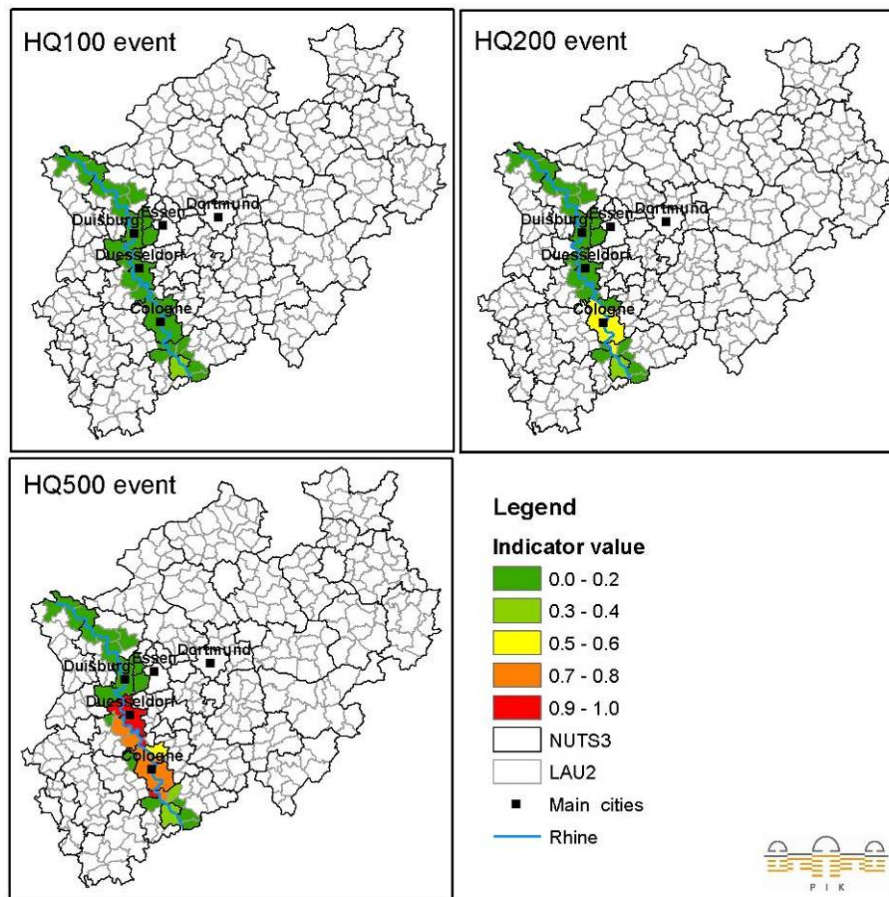 HQ100 event
Duisburg
Essen
Dortmund
Duesseldorf
Cologne
HQ200 event
Duisburg
Essen
Dortmund
Duesseldorf
Cologne
HQ500 event
Duisburg
Essen
Dortmund
Duesseldorf
Cologne
Legend
Indicator value
0.0 - 0.2
0.3 - 0.4
0.5 - 0.6
0.7 - 0.8
0.9 - 1.0
NUTS3
LAU2
Main cities
Rhine
P I K